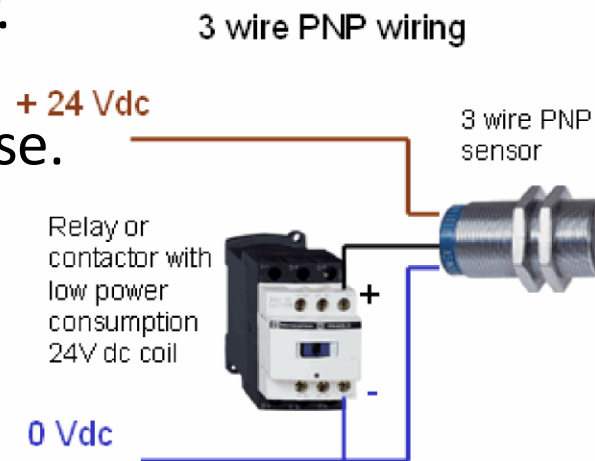 3 wire PNP wiring
+ 24 Vdc
se.
3 wire PNP
sensor
Relay or
contactor with
low power
consumption
24V dc coil
+
-
0 Vdc